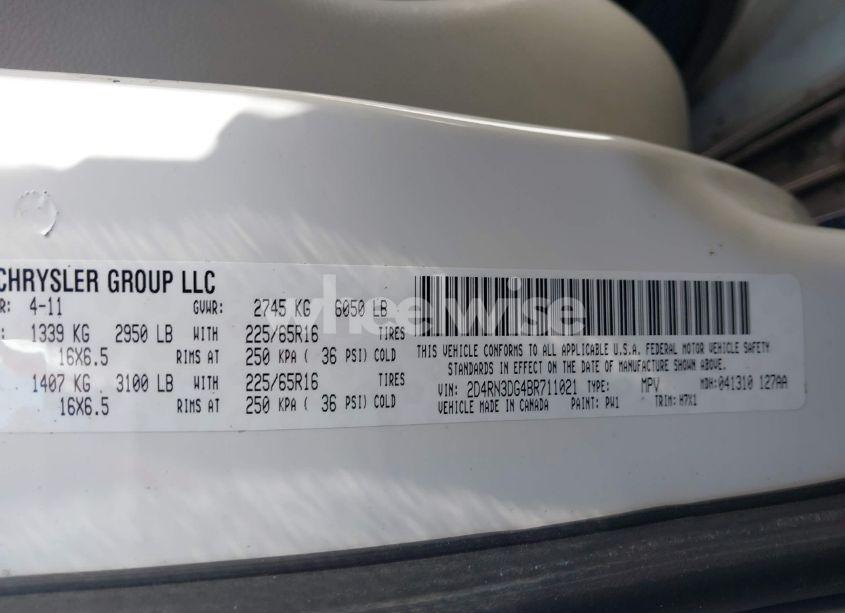 CHRYSLER GROUP LLC
R: 4-11 GVWR: 2745 KG 6050 LB
: 1339 KG 2950 LB WITH 225/65R16 TIRES
16X6.5 RIMS AT 250 KPA ( 36 PSI) COLD
: 1407 KG 3100 LB WITH 225/65R16 TIRES
16X6.5 RIMS AT 250 KPA ( 36 PSI) COLD
THIS VEHICLE CONFORMS TO ALL APPLICABLE U.S.A. FEDERAL MOTOR VEHICLE SAFETY
STANDARDS IN EFFECT ON THE DATE OF MANUFACTURE SHOWN ABOVE.
VIN: 2D4RN3DG4BR711021 TYPE: MPV MDH:041310 127AA
VEHICLE MADE IN CANADA PAINT: PW1 TRIM: H7X1
wheelwise